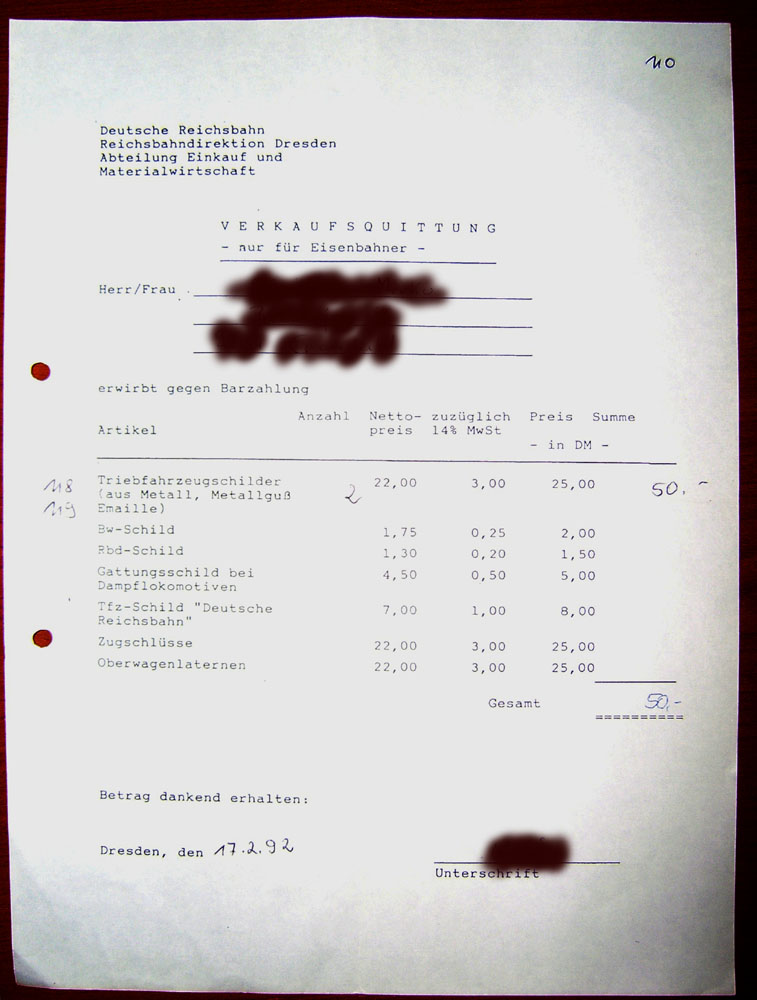 110
Deutsche Reichsbahn
Reichsbahndirektion Dresden
Abteilung Einkauf und
Materialwirtschaft
V E R K A U F S Q U I T T U N G
- nur für Eisenbahner -
Herr/Frau
erwirbt gegen Barzahlung
Anzahl Netto- zuzüglich Preis Summe
Artikel preis 14% MwSt
- in DM -
118 Triebfahrzeugschilder 22,00 3,00 25,00 50,-
(aus Metall, Metallguß 2
119 Emaille)
Bw-Schild 1,75 0,25 2,00
Rbd-Schild 1,30 0,20 1,50
Gattungsschild bei 4,50 0,50 5,00
Dampflokomotiven
Tfz-Schild "Deutsche 7,00 1,00 8,00
Reichsbahn"
Zugschlüsse 22,00 3,00 25,00
Oberwagenlaternen 22,00 3,00 25,00
Gesamt 50,-
==========
Betrag dankend erhalten:
Dresden, den 17.2.92
Unterschrift